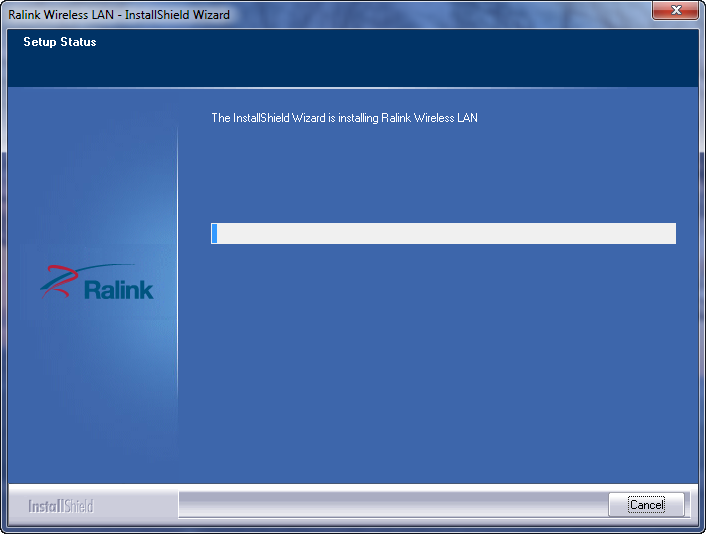 Ralink Wireless LAN - InstallShield Wizard
Setup Status
The InstallShield Wizard is installing Ralink Wireless LAN
Ralink
InstallShield
Cancel